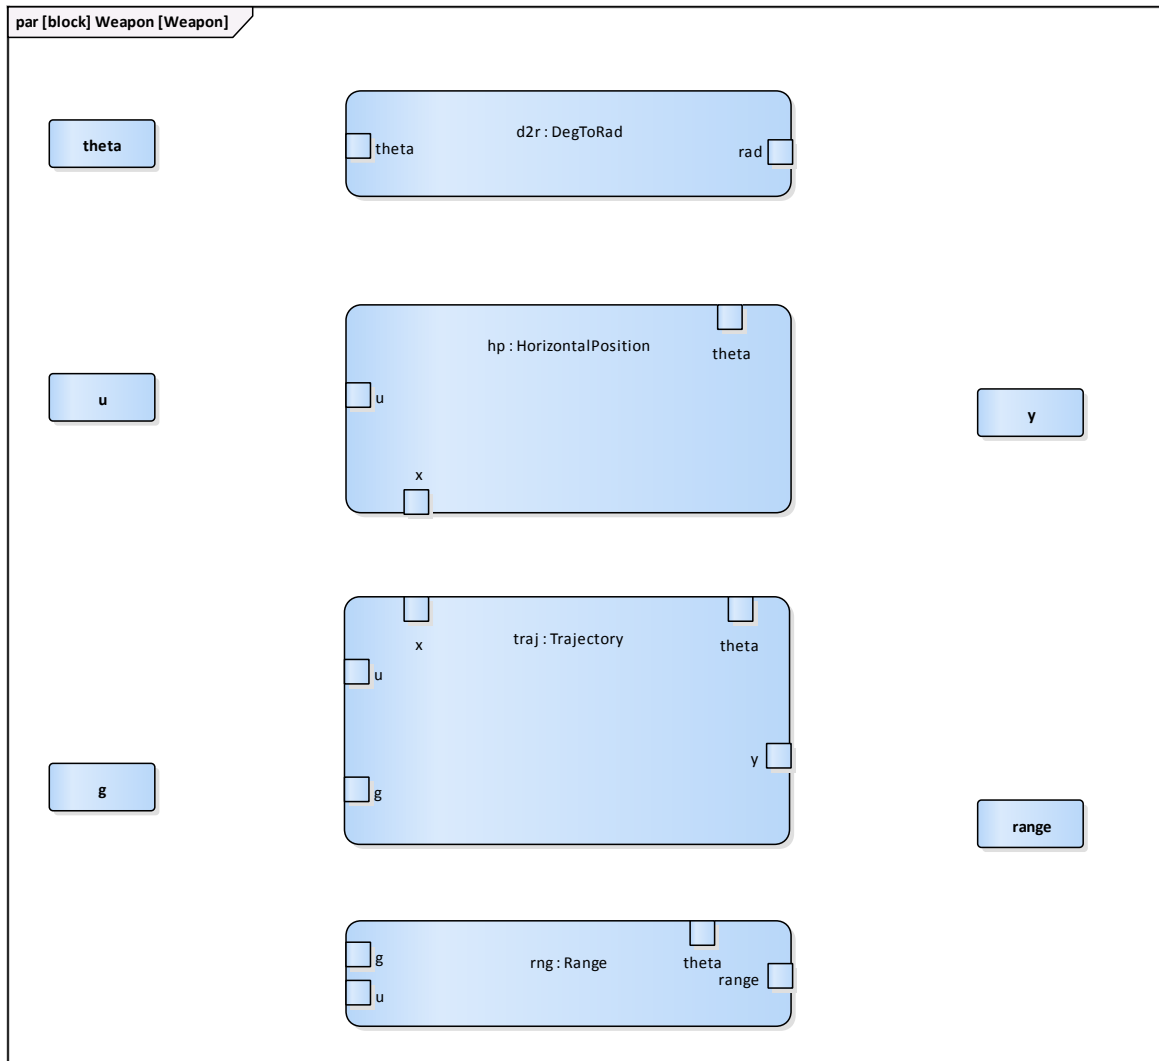 par [block] Weapon [Weapon]
theta
d2r : DegToRad
theta
rad
hp : HorizontalPosition
theta
u
u
y
x
x
traj : Trajectory
theta
u
y
g
g
range
g
rng : Range
theta
range
u